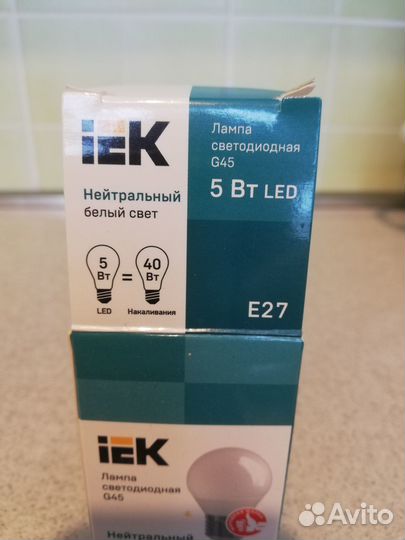 iEK
Нейтральный
белый свет
5
Вт
=
40
Вт
LED
Накаливания
Лампа
светодиодная
G45
5 Вт LED
E27
iEK
Лампа
светодиодная
G45
Нейтральный
Avito